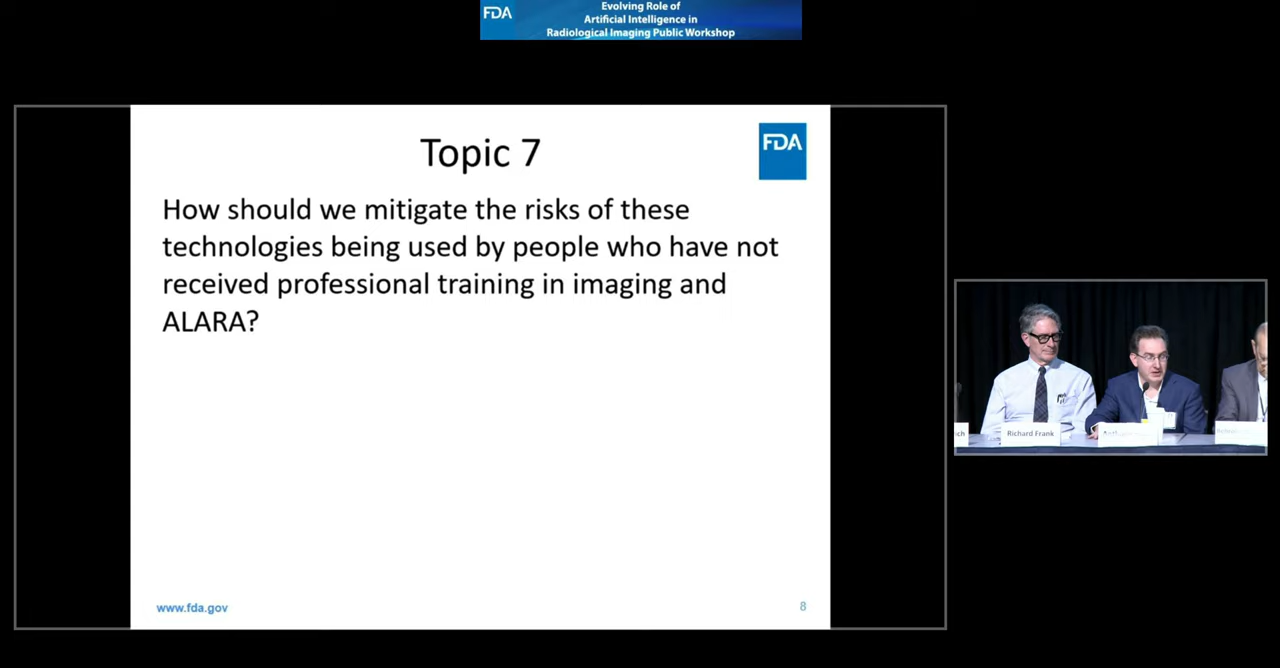 FDA
Evolving Role of
Artificial Intelligence in
Radiological Imaging Public Workshop
Topic 7
FDA
How should we mitigate the risks of these
technologies being used by people who have not
received professional training in imaging and
ALARA?
www.fda.gov
8
ich
Richard Frank